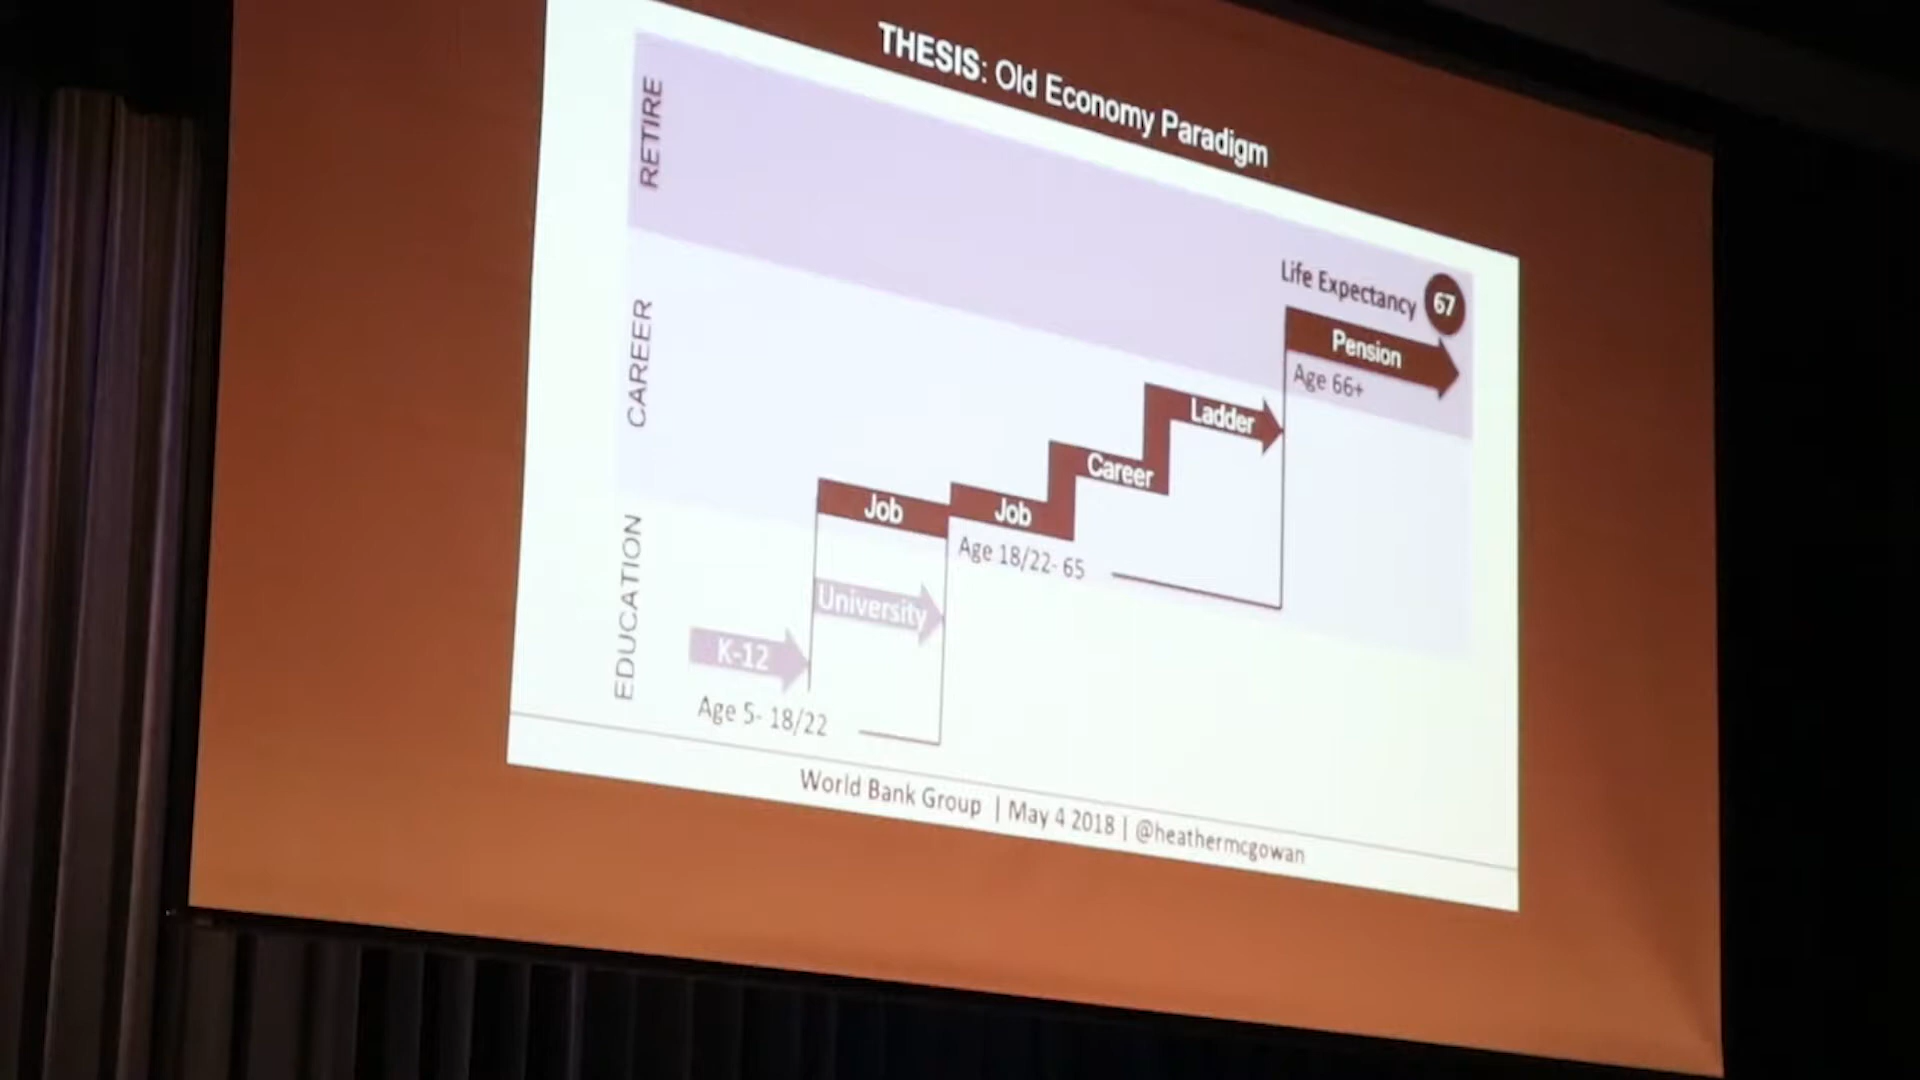 THESIS: Old Economy Paradigm
RETIRE
Life Expectancy 67
Pension
Age 66+
CAREER
Ladder
Career
Job
Job
Age 18/22- 65
EDUCATION
University
K-12
Age 5- 18/22
World Bank Group | May 4 2018 | @heathermcgowan